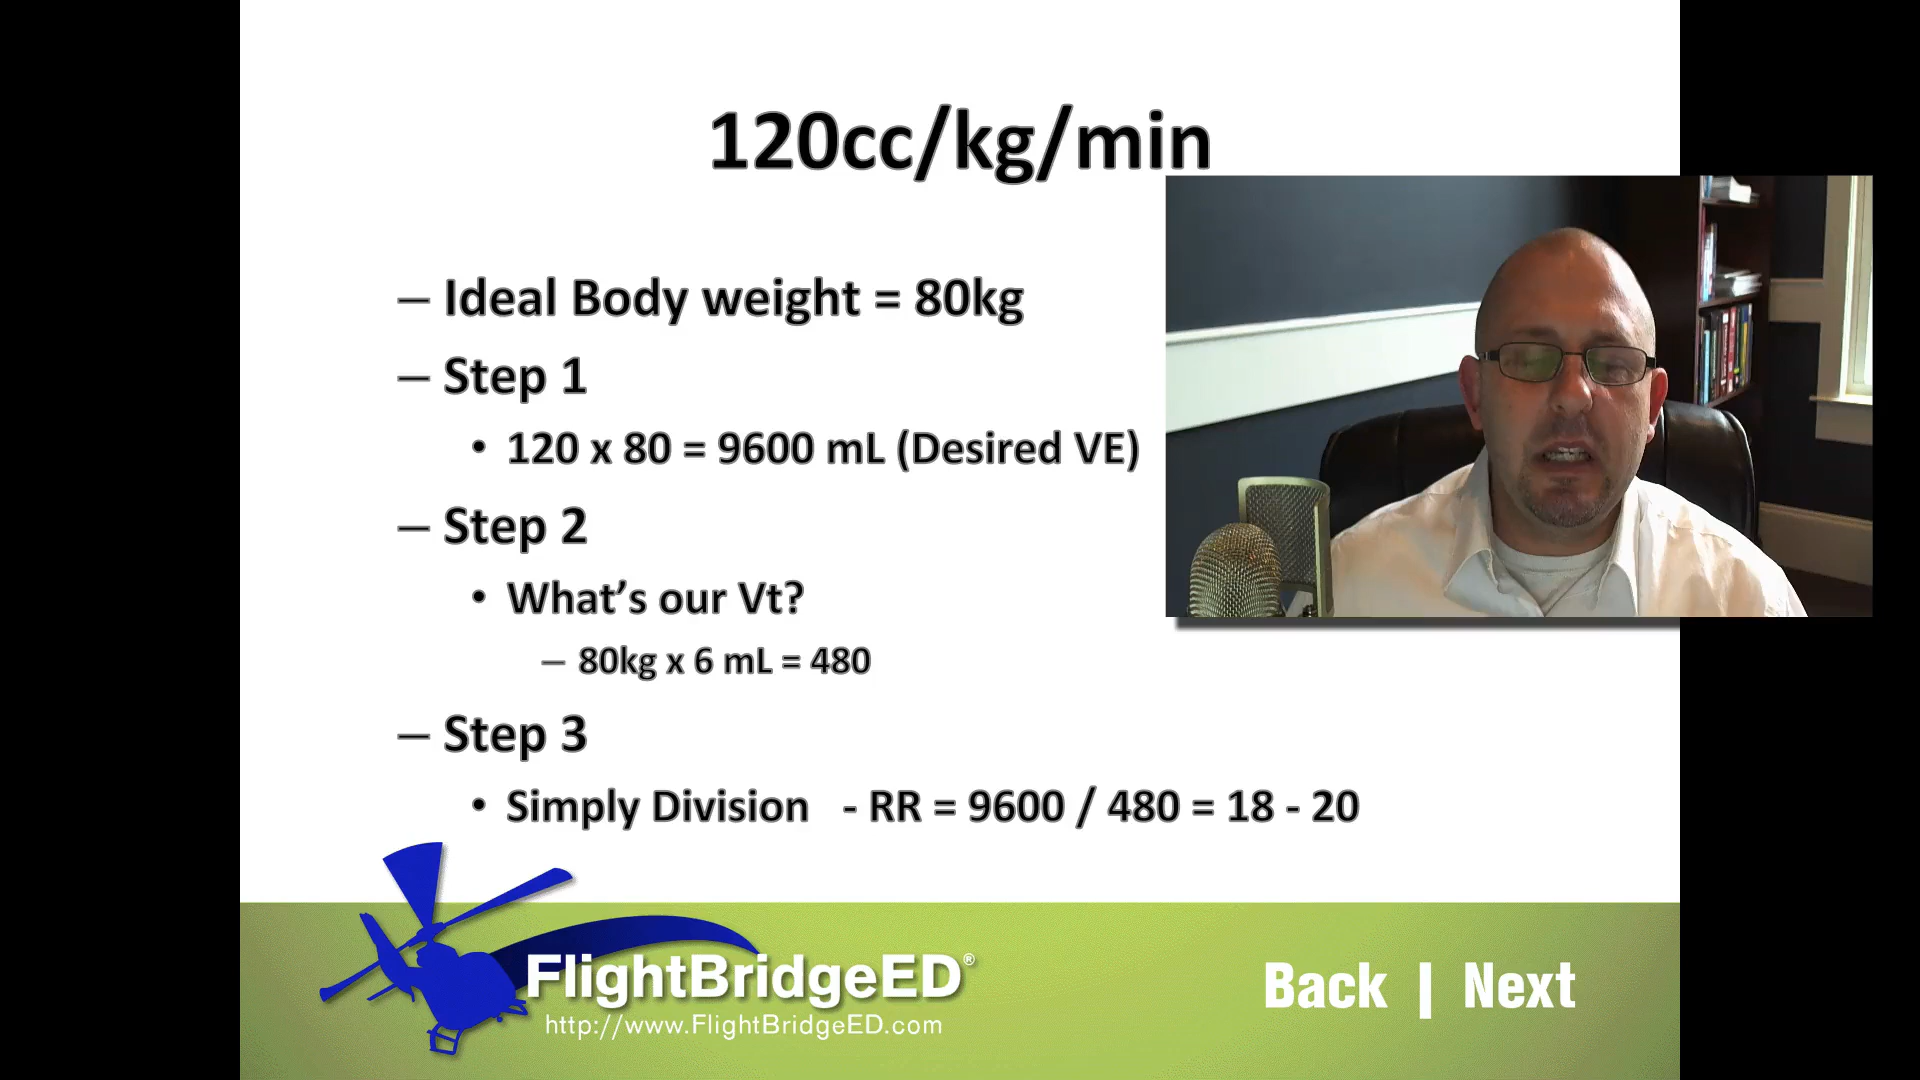 120cc/kg/min
– Ideal Body weight = 80kg
– Step 1
• 120 x 80 = 9600 mL (Desired VE)
– Step 2
• What’s our Vt?
– 80kg x 6 mL = 480
– Step 3
• Simply Division - RR = 9600 / 480 = 18 - 20
FlightBridgeED®
http://www.FlightBridgeED.com
Back | Next